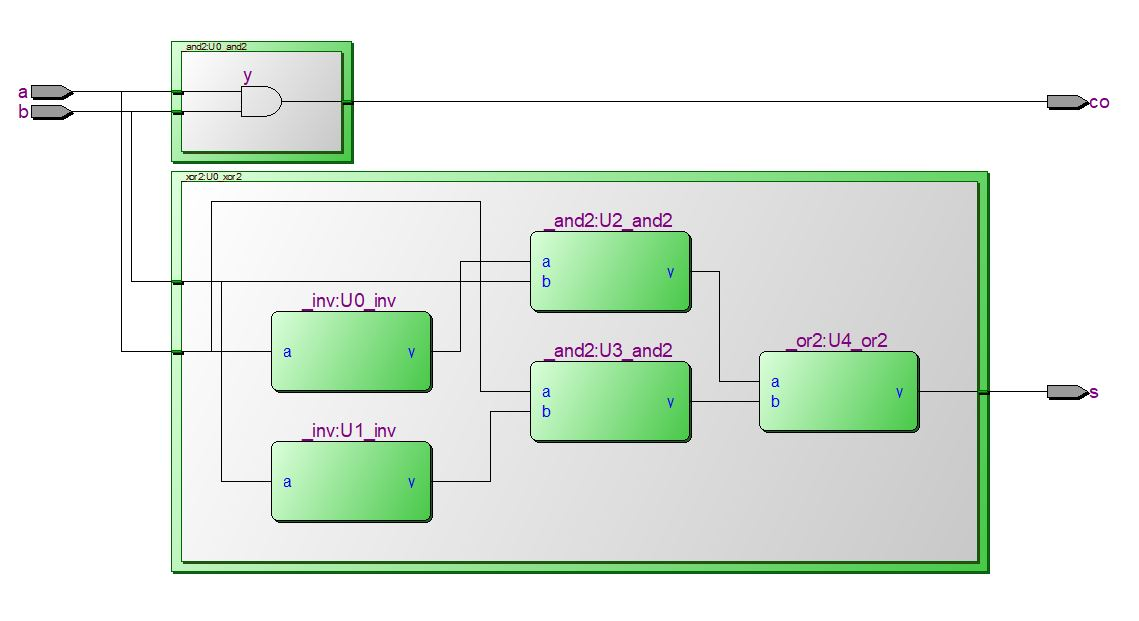 and2:U0_and2
y
a
b
co
xor2:U0_xor2
_and2:U2_and2
a
b
y
_inv:U0_inv
a
y
_and2:U3_and2
a
b
y
_or2:U4_or2
a
b
y
s
_inv:U1_inv
a
y